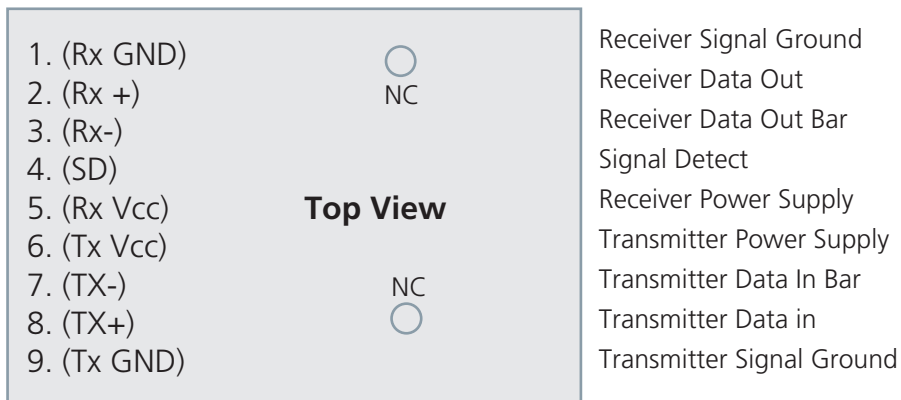 1. (Rx GND)
2. (Rx +)
3. (Rx-)
4. (SD)
5. (Rx Vcc)
6. (Tx Vcc)
7. (TX-)
8. (TX+)
9. (Tx GND)
NC
Top View
NC
Receiver Signal Ground
Receiver Data Out
Receiver Data Out Bar
Signal Detect
Receiver Power Supply
Transmitter Power Supply
Transmitter Data In Bar
Transmitter Data in
Transmitter Signal Ground